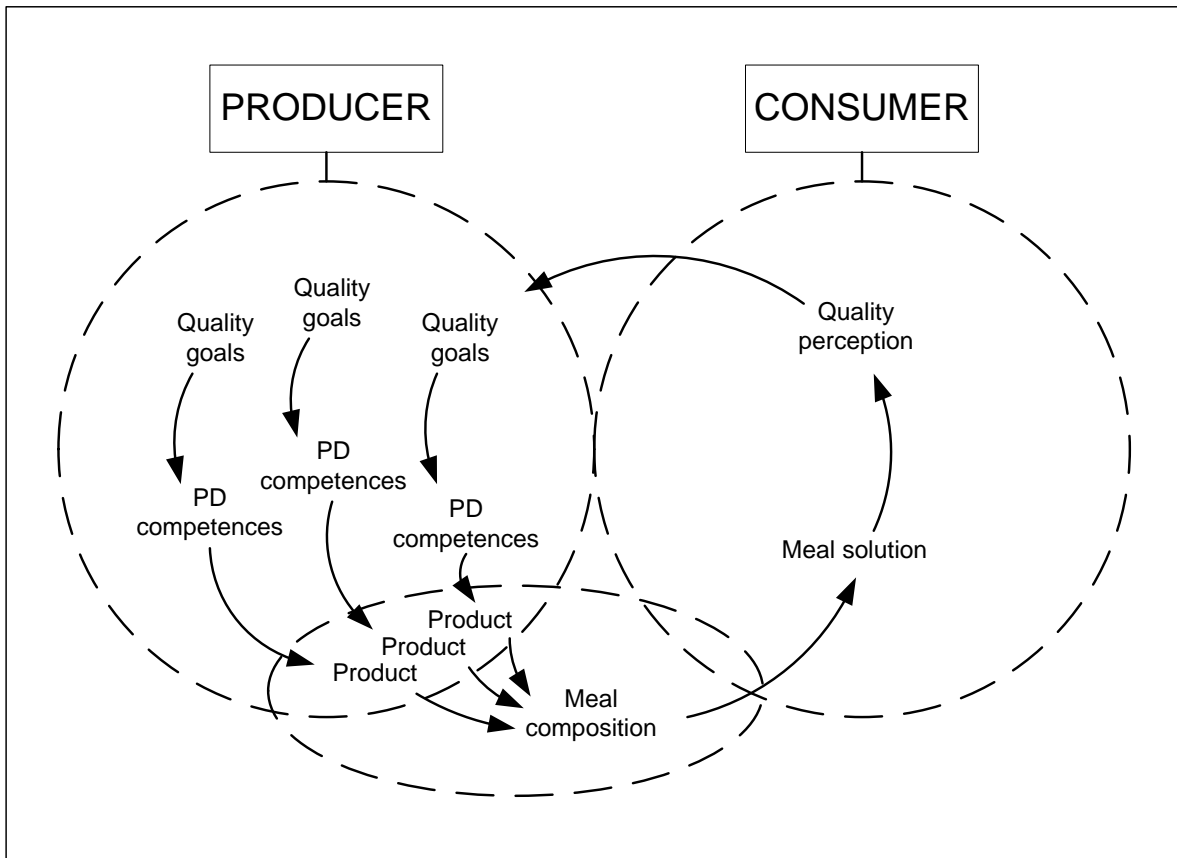 PRODUCER
CONSUMER
Quality
goals
Quality
goals
Quality
goals
Quality
perception
PD
competences
PD
competences
PD
competences
Meal solution
Product
Product
Product
Meal
composition